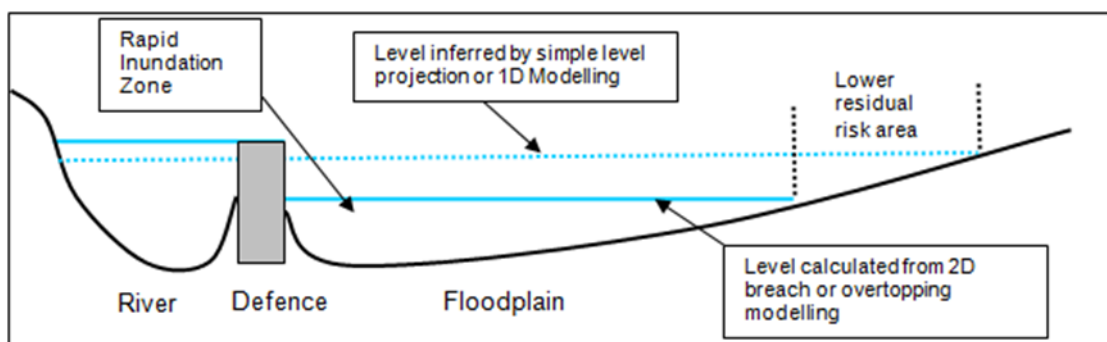 Rapid
Inundation
Zone
Level inferred by simple level
projection or 1D Modelling
Lower
residual
risk area
Level calculated from 2D
breach or overtopping
modelling
River
Defence
Floodplain